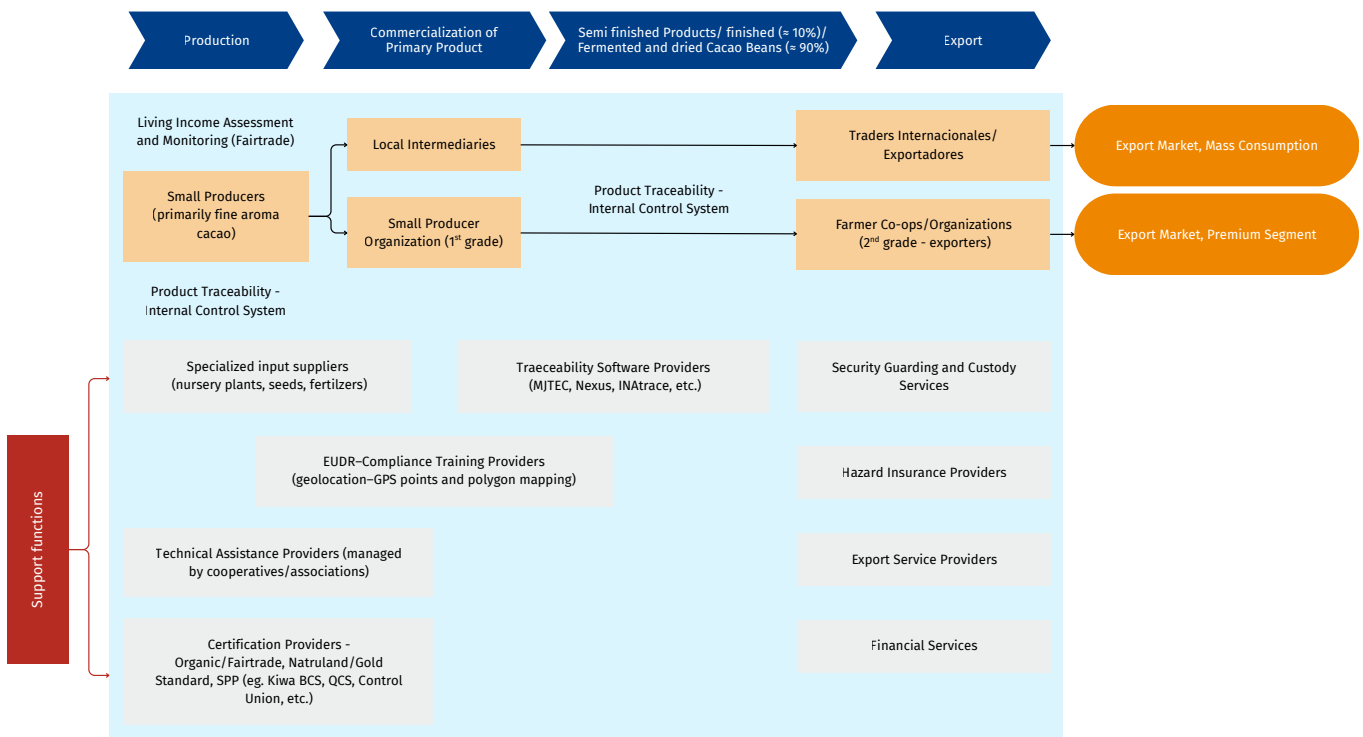 Production
Commercialization of
Primary Product
Semi finished Products/ finished (≈ 10%)/
Fermented and dried Cacao Beans (≈ 90%)
Export
Living Income Assessment
and Monitoring (Fairtrade)
Small Producers
(primarily fine aroma
cacao)
Product Traceability -
Internal Control System
Local Intermediaries
Small Producer
Organization (1st grade)
Product Traceability -
Internal Control System
Traders Internacionales/
Exportadores
Farmer Co-ops/Organizations
(2nd grade - exporters)
Export Market, Mass Consumption
Export Market, Premium Segment
Support functions
Specialized input suppliers
(nursery plants, seeds, fertilzers)
Traeceability Software Providers
(MJTEC, Nexus, INAtrace, etc.)
Security Guarding and Custody
Services
EUDR–Compliance Training Providers
(geolocation–GPS points and polygon mapping)
Hazard Insurance Providers
Technical Assistance Providers (managed
by cooperatives/associations)
Export Service Providers
Certification Providers -
Organic/Fairtrade, Natruland/Gold
Standard, SPP (eg. Kiwa BCS, QCS, Control
Union, etc.)
Financial Services